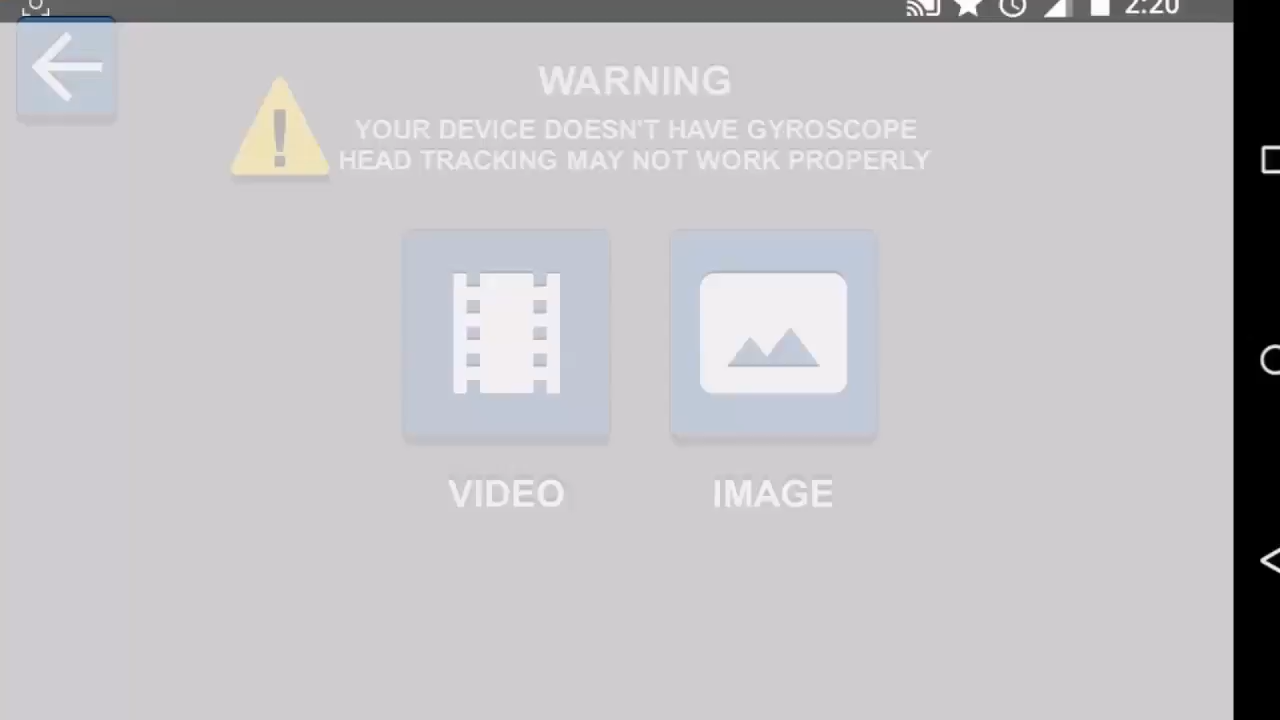 2:20
WARNING
YOUR DEVICE DOESN'T HAVE GYROSCOPE
HEAD TRACKING MAY NOT WORK PROPERLY
VIDEO
IMAGE